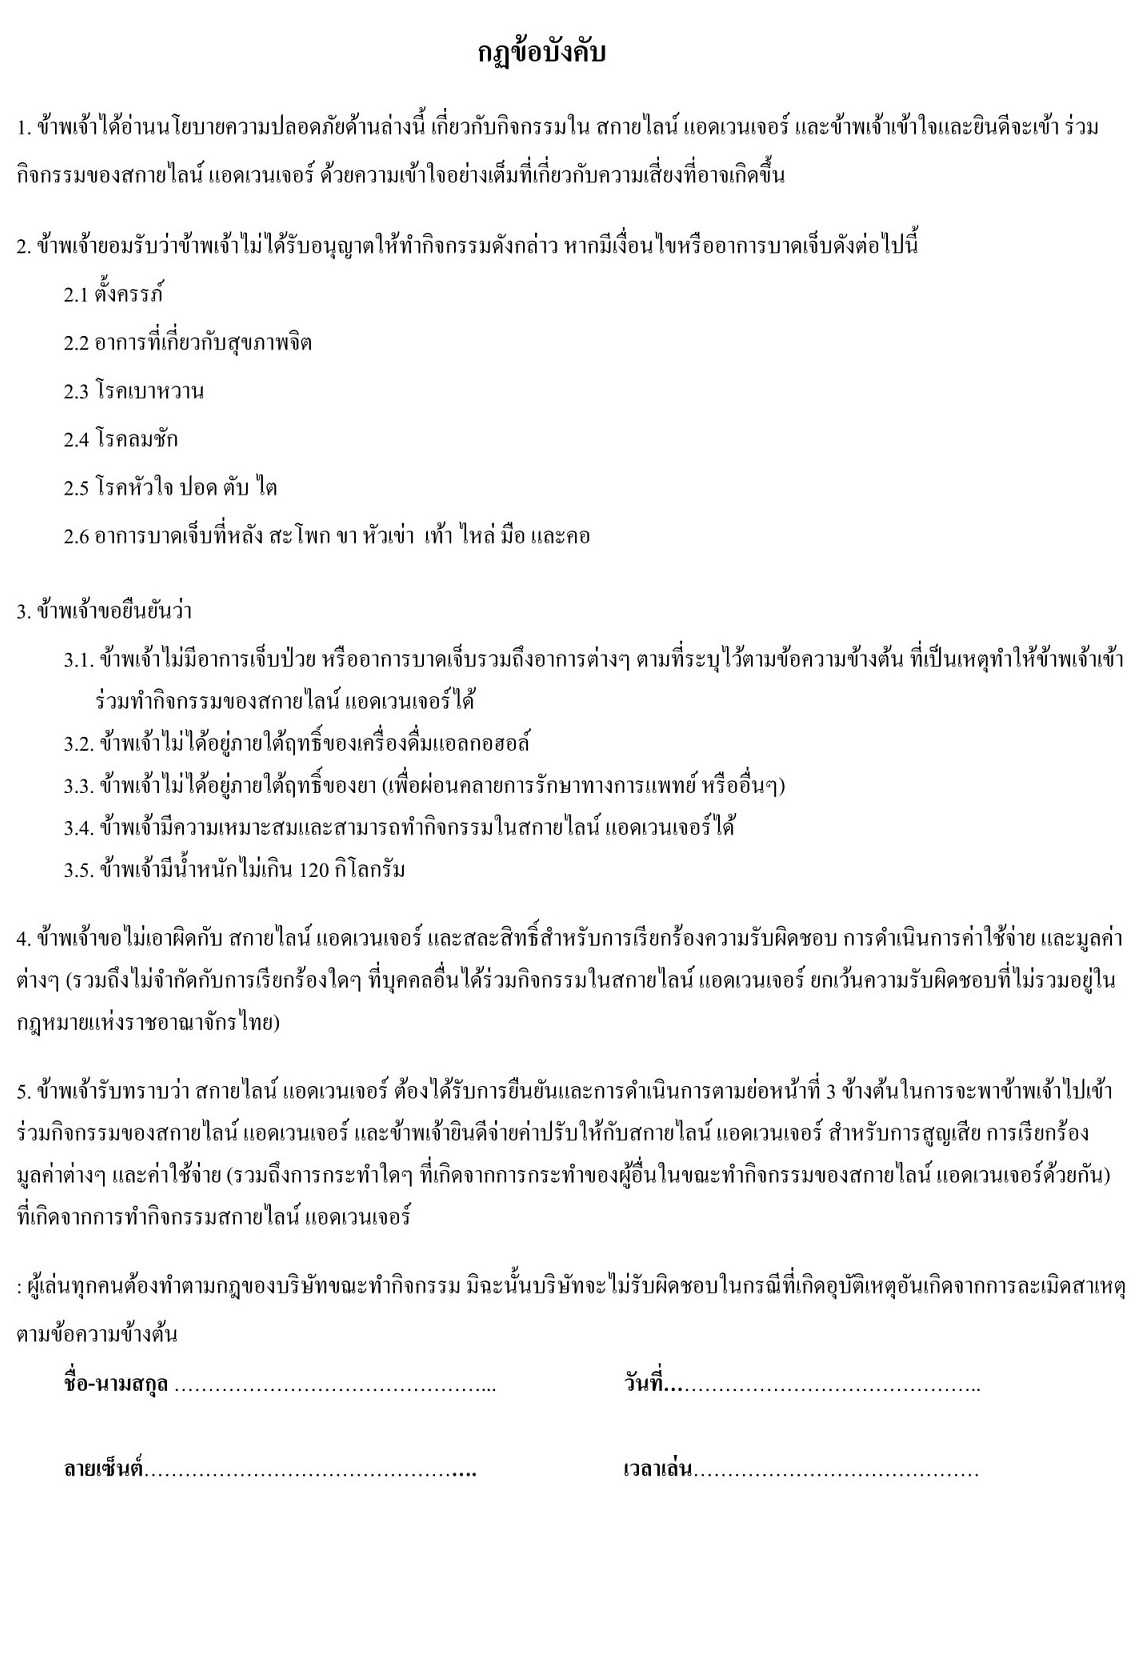 กฏข้อบังคับ
1. ข้าพเจ้าได้อ่านนโยบายความปลอดภัยด้านล่างนี้ เกี่ยวกับกิจกรรมใน สกายไลน์ แอดเวนเจอร์ และข้าพเจ้าเข้าใจและยินดีจะเข้า ร่วม
กิจกรรมของสกายไลน์ แอดเวนเจอร์ ด้วยความเข้าใจอย่างเต็มที่เกี่ยวกับความเสี่ยงที่อาจเกิดขึ้น
2. ข้าพเจ้ายอมรับว่าข้าพเจ้าไม่ได้รับอนุญาตให้ทำกิจกรรมดังกล่าว หากมีเงื่อนไขหรืออาการบาดเจ็บดังต่อไปนี้
2.1 ตั้งครรภ์
2.2 อาการที่เกี่ยวกับสุขภาพจิต
2.3 โรคเบาหวาน
2.4 โรคลมชัก
2.5 โรคหัวใจ ปอด ตับ ไต
2.6 อาการบาดเจ็บที่หลัง สะโพก ขา หัวเข่า เท้า ไหล่ มือ และคอ
3. ข้าพเจ้าขอยืนยันว่า
3.1. ข้าพเจ้าไม่มีอาการเจ็บป่วย หรืออาการบาดเจ็บรวมถึงอาการต่างๆ ตามที่ระบุไว้ตามข้อความข้างต้น ที่เป็นเหตุทำให้ข้าพเจ้าเข้า
ร่วมทำกิจกรรมของสกายไลน์ แอดเวนเจอร์ได้
3.2. ข้าพเจ้าไม่ได้อยู่ภายใต้ฤทธิ์ของเครื่องดื่มแอลกอฮอล์
3.3. ข้าพเจ้าไม่ได้อยู่ภายใต้ฤทธิ์ของยา (เพื่อผ่อนคลายการรักษาทางการแพทย์ หรืออื่นๆ)
3.4. ข้าพเจ้ามีความเหมาะสมและสามารถทำกิจกรรมในสกายไลน์ แอดเวนเจอร์ได้
3.5. ข้าพเจ้ามีน้ำหนักไม่เกิน 120 กิโลกรัม
4. ข้าพเจ้าขอไม่เอาผิดกับ สกายไลน์ แอดเวนเจอร์ และสละสิทธิ์สำหรับการเรียกร้องความรับผิดชอบ การดำเนินการค่าใช้จ่าย และมูลค่า
ต่างๆ (รวมถึงไม่จำกัดกับการเรียกร้องใดๆ ที่บุคคลอื่นได้ร่วมกิจกรรมในสกายไลน์ แอดเวนเจอร์ ยกเว้นความรับผิดชอบที่ไม่รวมอยู่ใน
กฎหมายแห่งราชอาณาจักรไทย)
5. ข้าพเจ้ารับทราบว่า สกายไลน์ แอดเวนเจอร์ ต้องได้รับการยืนยันและการดำเนินการตามย่อหน้าที่ 3 ข้างต้นในการจะพาข้าพเจ้าไปเข้า
ร่วมกิจกรรมของสกายไลน์ แอดเวนเจอร์ และข้าพเจ้ายินดีจ่ายค่าปรับให้กับสกายไลน์ แอดเวนเจอร์ สำหรับการสูญเสีย การเรียกร้อง
มูลค่าต่างๆ และค่าใช้จ่าย (รวมถึงการกระทำใดๆ ที่เกิดจากการกระทำของผู้อื่นในขณะทำกิจกรรมของสกายไลน์ แอดเวนเจอร์ด้วยกัน)
ที่เกิดจากการทำกิจกรรมสกายไลน์ แอดเวนเจอร์
: ผู้เล่นทุกคนต้องทำตามกฎของบริษัทขณะทำกิจกรรม มิฉะนั้นบริษัทจะไม่รับผิดชอบในกรณีที่เกิดอุบัติเหตุอันเกิดจากการละเมิดสาเหตุ
ตามข้อความข้างต้น
ชื่อ-นามสกุล ……………………………………….. วันที่……………………………………..
ลายเซ็นต์…………………………………………. เวลาเล่น……………………………………